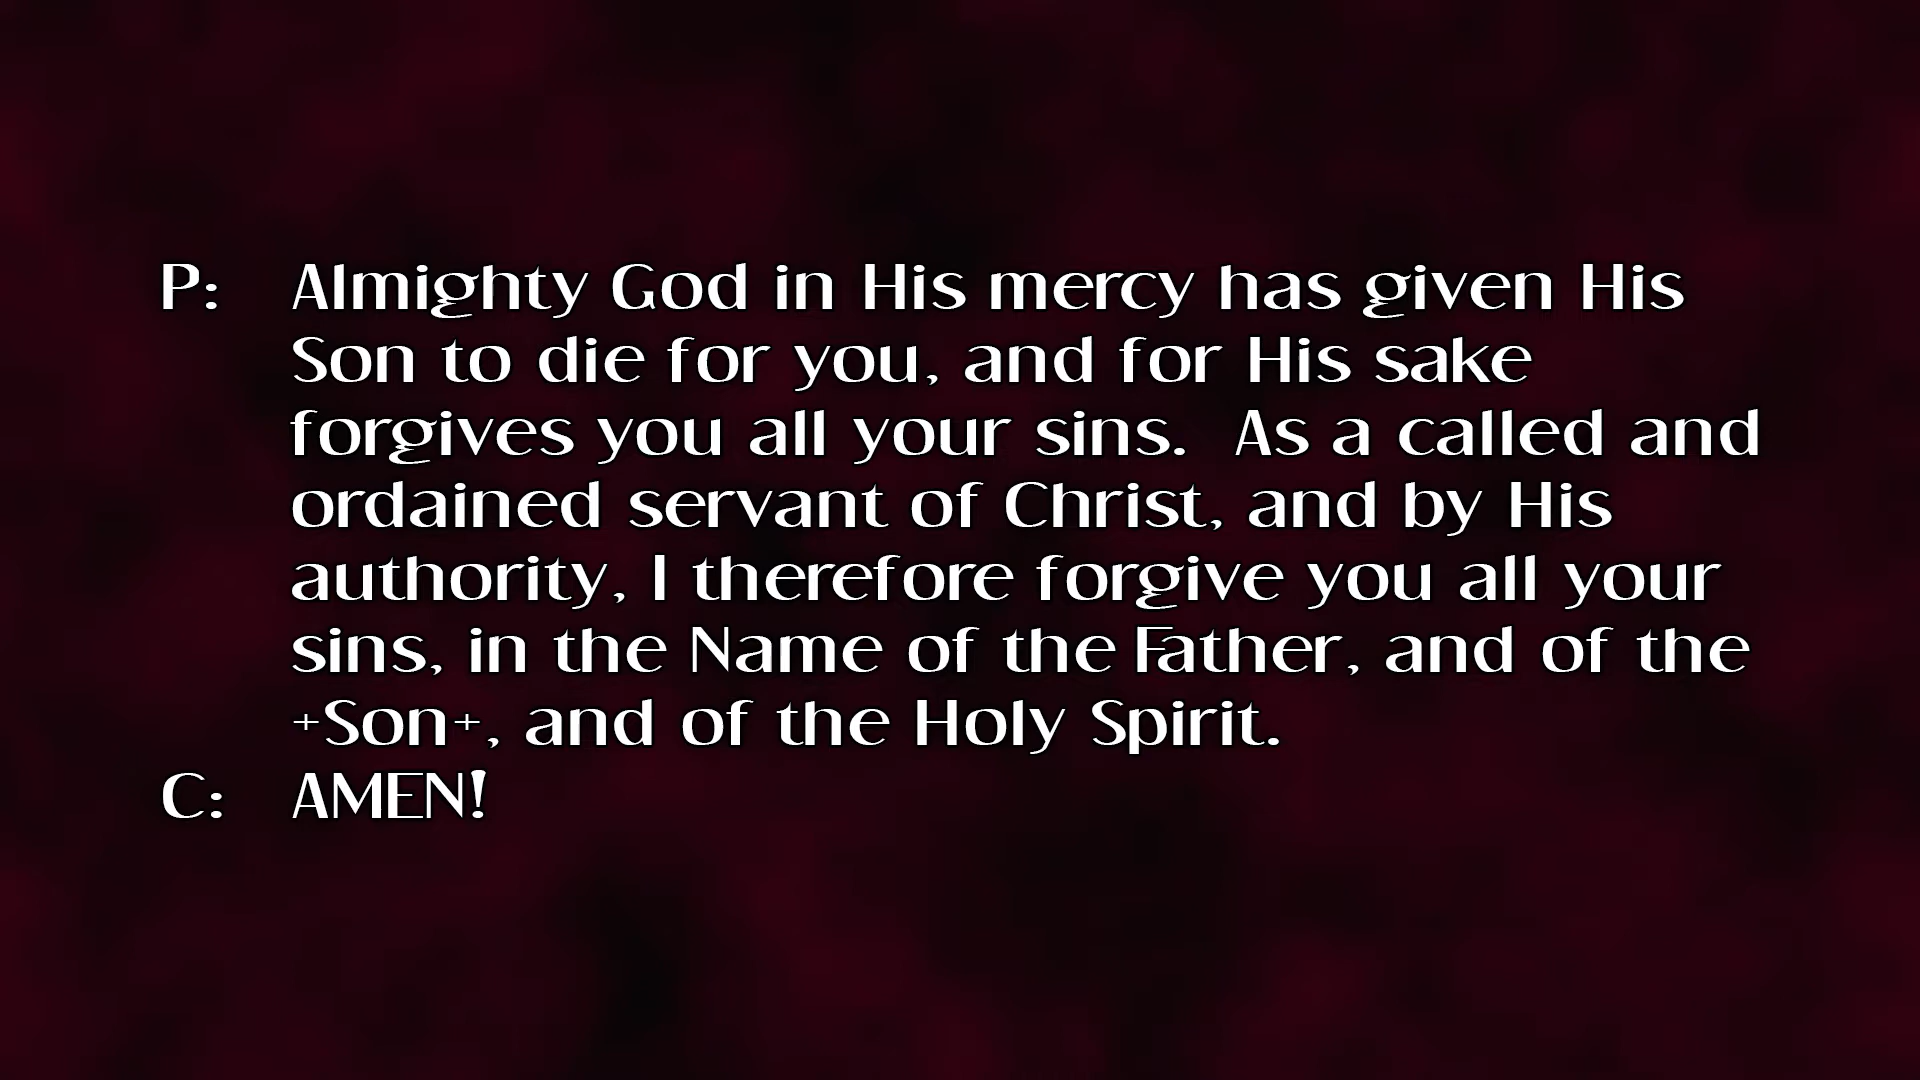 P: Almighty God in His mercy has given His
Son to die for you, and for His sake
forgives you all your sins.  As a called and
ordained servant of Christ, and by His
authority, I therefore forgive you all your
sins, in the Name of the Father, and of the
+Son+, and of the Holy Spirit.
C: AMEN!